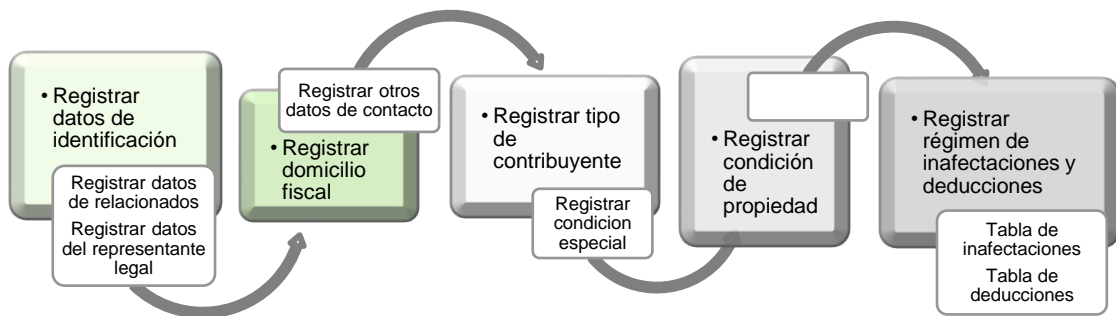 • Registrar
datos de
identificación
Registrar datos
de relacionados
Registrar datos
del representante
legal
Registrar otros
datos de contacto
• Registrar
domicilio
fiscal
• Registrar tipo
de
contribuyente
Registrar
condicion
especial
• Registrar
condición
de
propiedad
• Registrar
régimen de
inafectaciones y
deducciones
Tabla de
inafectaciones
Tabla de
deducciones